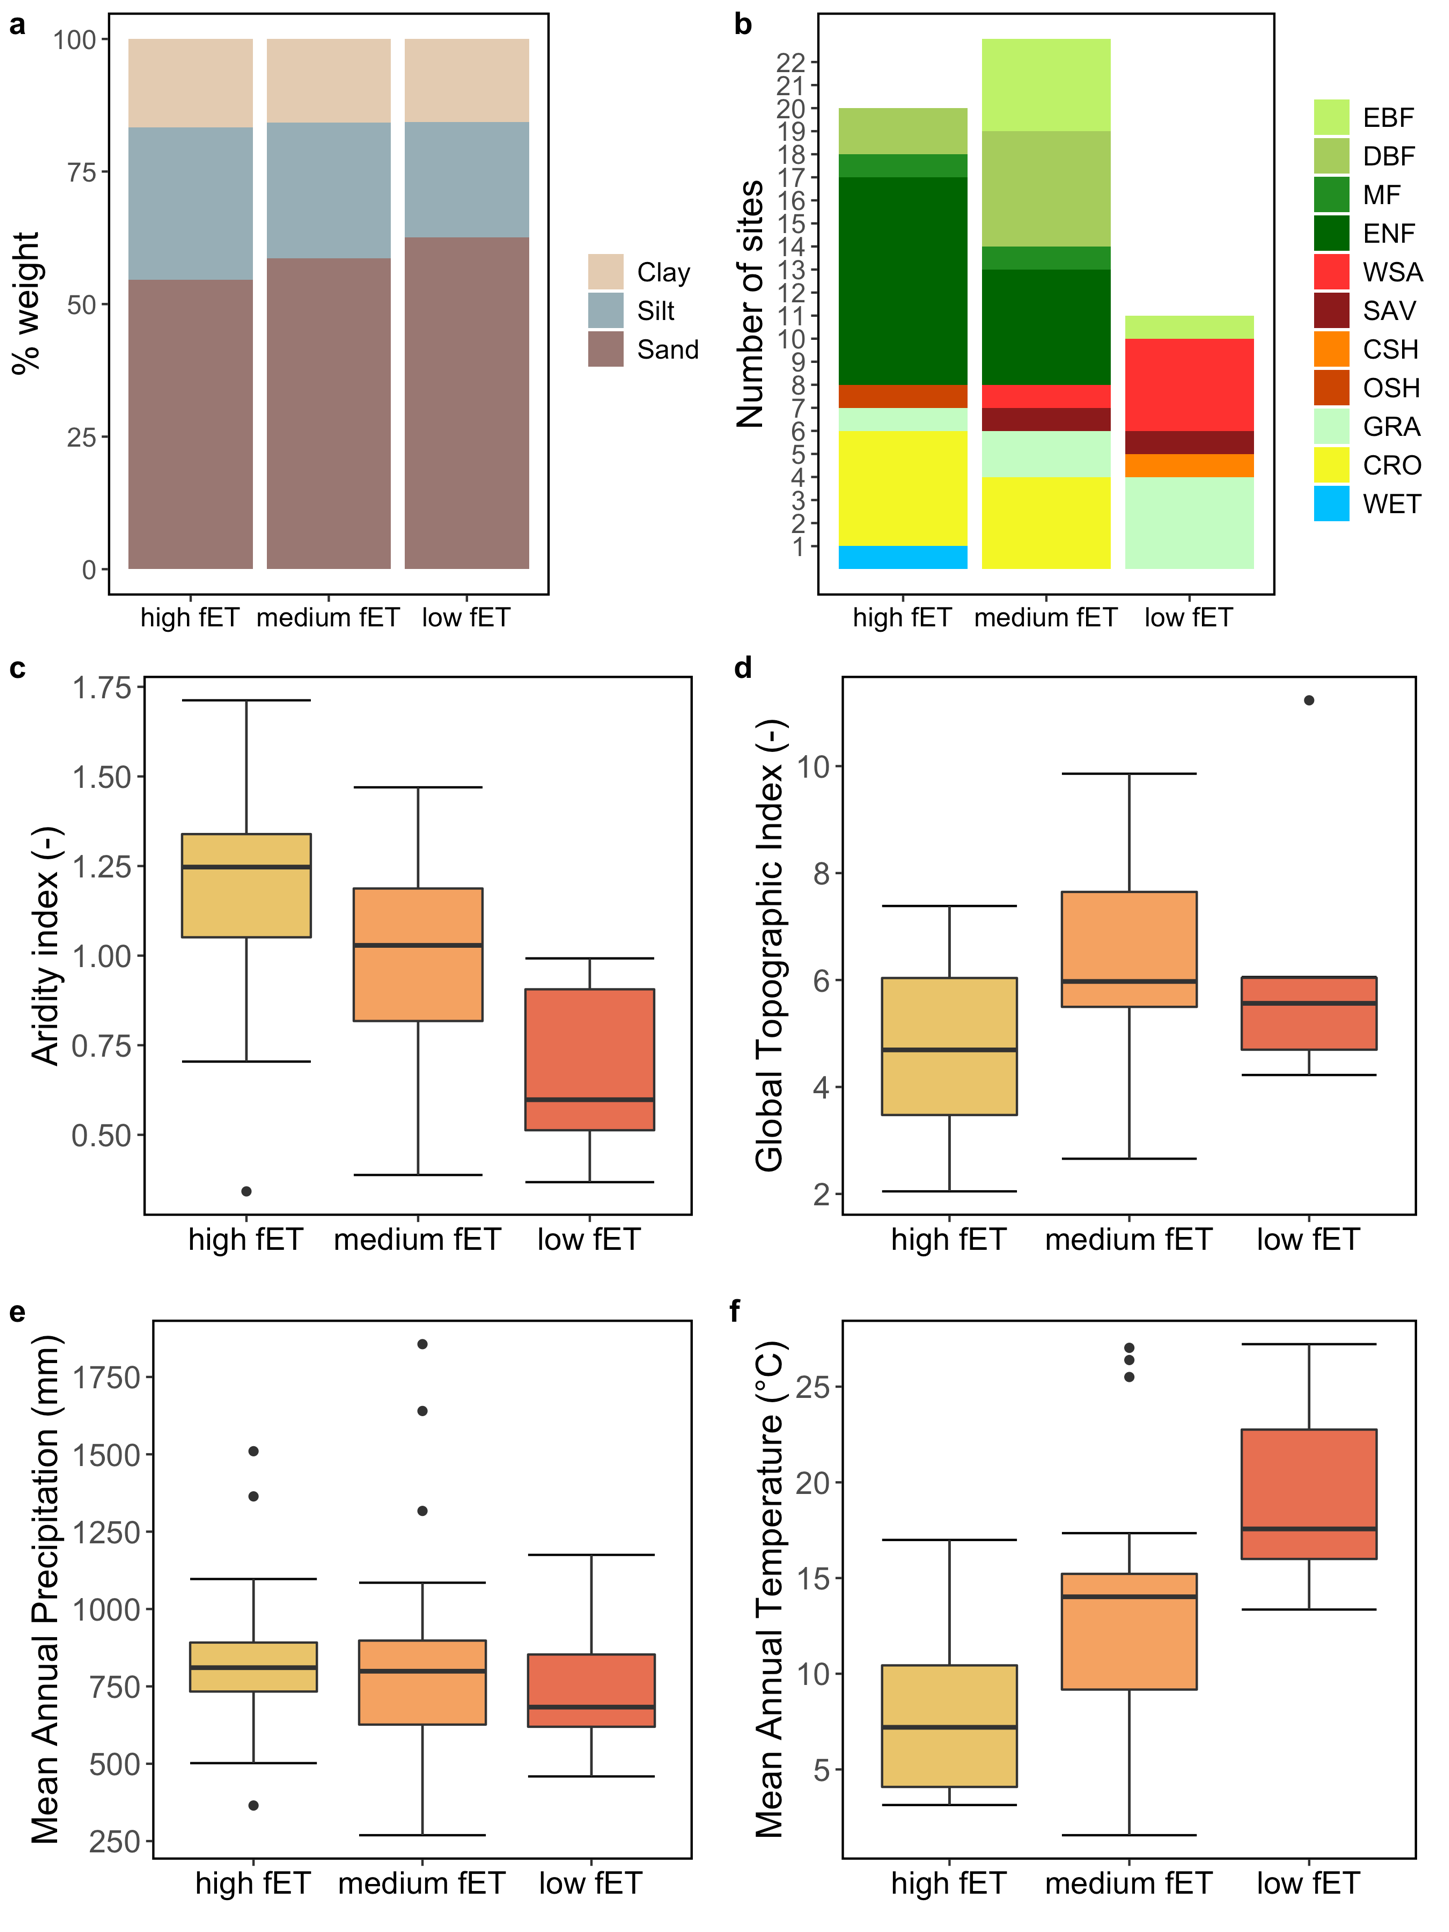 a
% weight
100
75
50
25
0
high fET medium fET low fET
Clay
Silt
Sand
b
Number of sites
22
21
20
19
18
17
16
15
14
13
12
11
10
9
8
7
6
5
4
3
2
1
high fET medium fET low fET
EBF
DBF
MF
ENF
WSA
SAV
CSH
OSH
GRA
CRO
WET
c
Aridity index (-)
1.75
1.50
1.25
1.00
0.75
0.50
high fET medium fET low fET
d
Global Topographic Index (-)
10
8
6
4
2
high fET medium fET low fET
e
Mean Annual Precipitation (mm)
1750
1500
1250
1000
750
500
250
high fET medium fET low fET
f
Mean Annual Temperature (°C)
25
20
15
10
5
high fET medium fET low fET